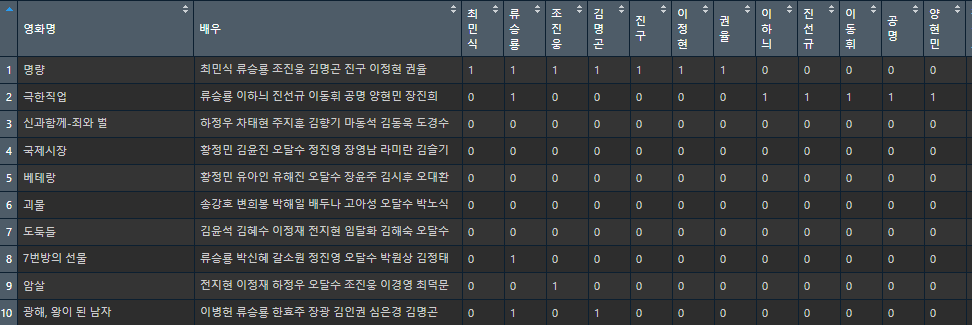 영화명 배우 최민식 류승룡 조진웅 김명곤 진구 이정현 권율 이하늬 진선규 이동휘 공명 양현민
1 명량 최민식 류승룡 조진웅 김명곤 진구 이정현 권율 1 1 1 1 1 1 1 0 0 0 0 0
2 극한직업 류승룡 이하늬 진선규 이동휘 공명 양현민 장진희 0 1 0 0 0 0 0 1 1 1 1 1
3 신과함께-죄와 벌 하정우 차태현 주지훈 김향기 마동석 김동욱 도경수 0 0 0 0 0 0 0 0 0 0 0 0
4 국제시장 황정민 김윤진 오달수 정진영 장영남 라미란 김슬기 0 0 0 0 0 0 0 0 0 0 0 0
5 베테랑 황정민 유아인 유해진 오달수 장윤주 김시후 오대환 0 0 0 0 0 0 0 0 0 0 0 0
6 괴물 송강호 변희봉 박해일 배두나 고아성 오달수 박노식 0 0 0 0 0 0 0 0 0 0 0 0
7 도둑들 김윤석 김혜수 이정재 전지현 임달화 김해숙 오달수 0 0 0 0 0 0 0 0 0 0 0 0
8 7번방의 선물 류승룡 박신혜 갈소원 정진영 오달수 박원상 김정태 0 1 0 0 0 0 0 0 0 0 0 0
9 암살 전지현 이정재 하정우 오달수 조진웅 이경영 최덕문 0 0 1 0 0 0 0 0 0 0 0 0
10 광해, 왕이 된 남자 이병헌 류승룡 한효주 장광 김인권 심은경 김명곤 0 1 0 1 0 0 0 0 0 0 0 0